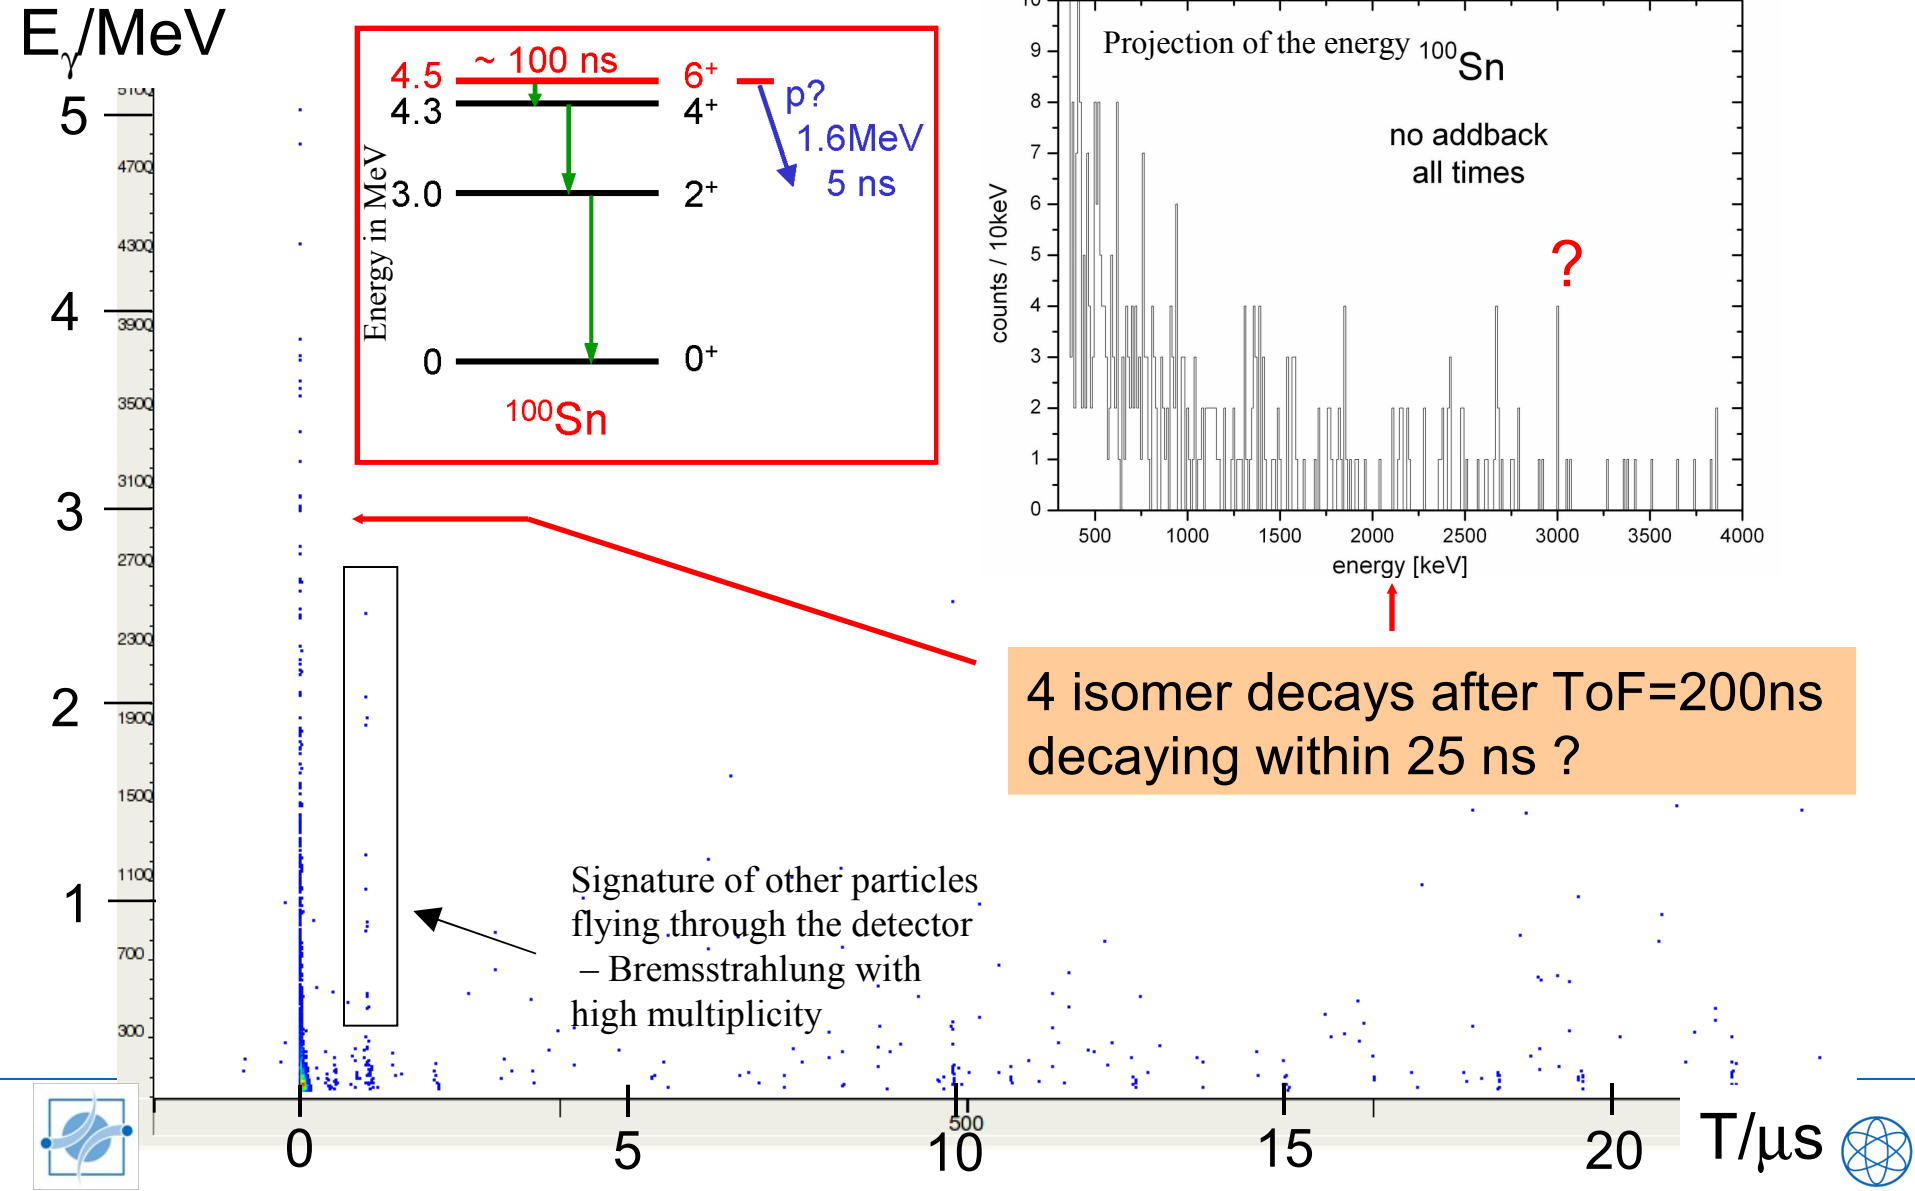 Eγ/MeV
5
4
3
2
1
5100
4700
4300
3900
3500
3100
2700
2300
1900
1500
1100
700
300
~ 100 ns
4.5 6+
4.3 4+
3.0 2+
0 0+
Energy in MeV
p?
1.6MeV
5 ns
100Sn
Projection of the energy 100Sn
no addback
all times
?
counts / 10keV
10
9
8
7
6
5
4
3
2
1
0
500 1000 1500 2000 2500 3000 3500 4000
energy [keV]
4 isomer decays after ToF=200ns
decaying within 25 ns ?
Signature of other particles
flying through the detector
– Bremsstrahlung with
high multiplicity
500
0 5 10 15 20
T/µs